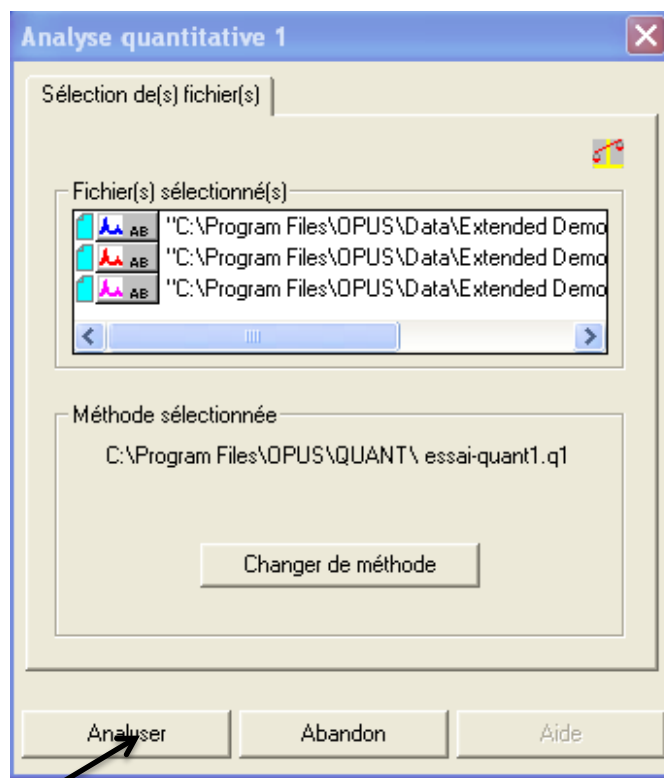 Analyse quantitative 1
Sélection de(s) fichier(s)
Fichier(s) sélectionné(s)
AB "C:\Program Files\OPUS\Data\Extended Demo
AB "C:\Program Files\OPUS\Data\Extended Demo
AB "C:\Program Files\OPUS\Data\Extended Demo
Méthode sélectionnée
C:\Program Files\OPUS\QUANT\ essai-quant1.q1
Changer de méthode
Analuser Abandon Aide